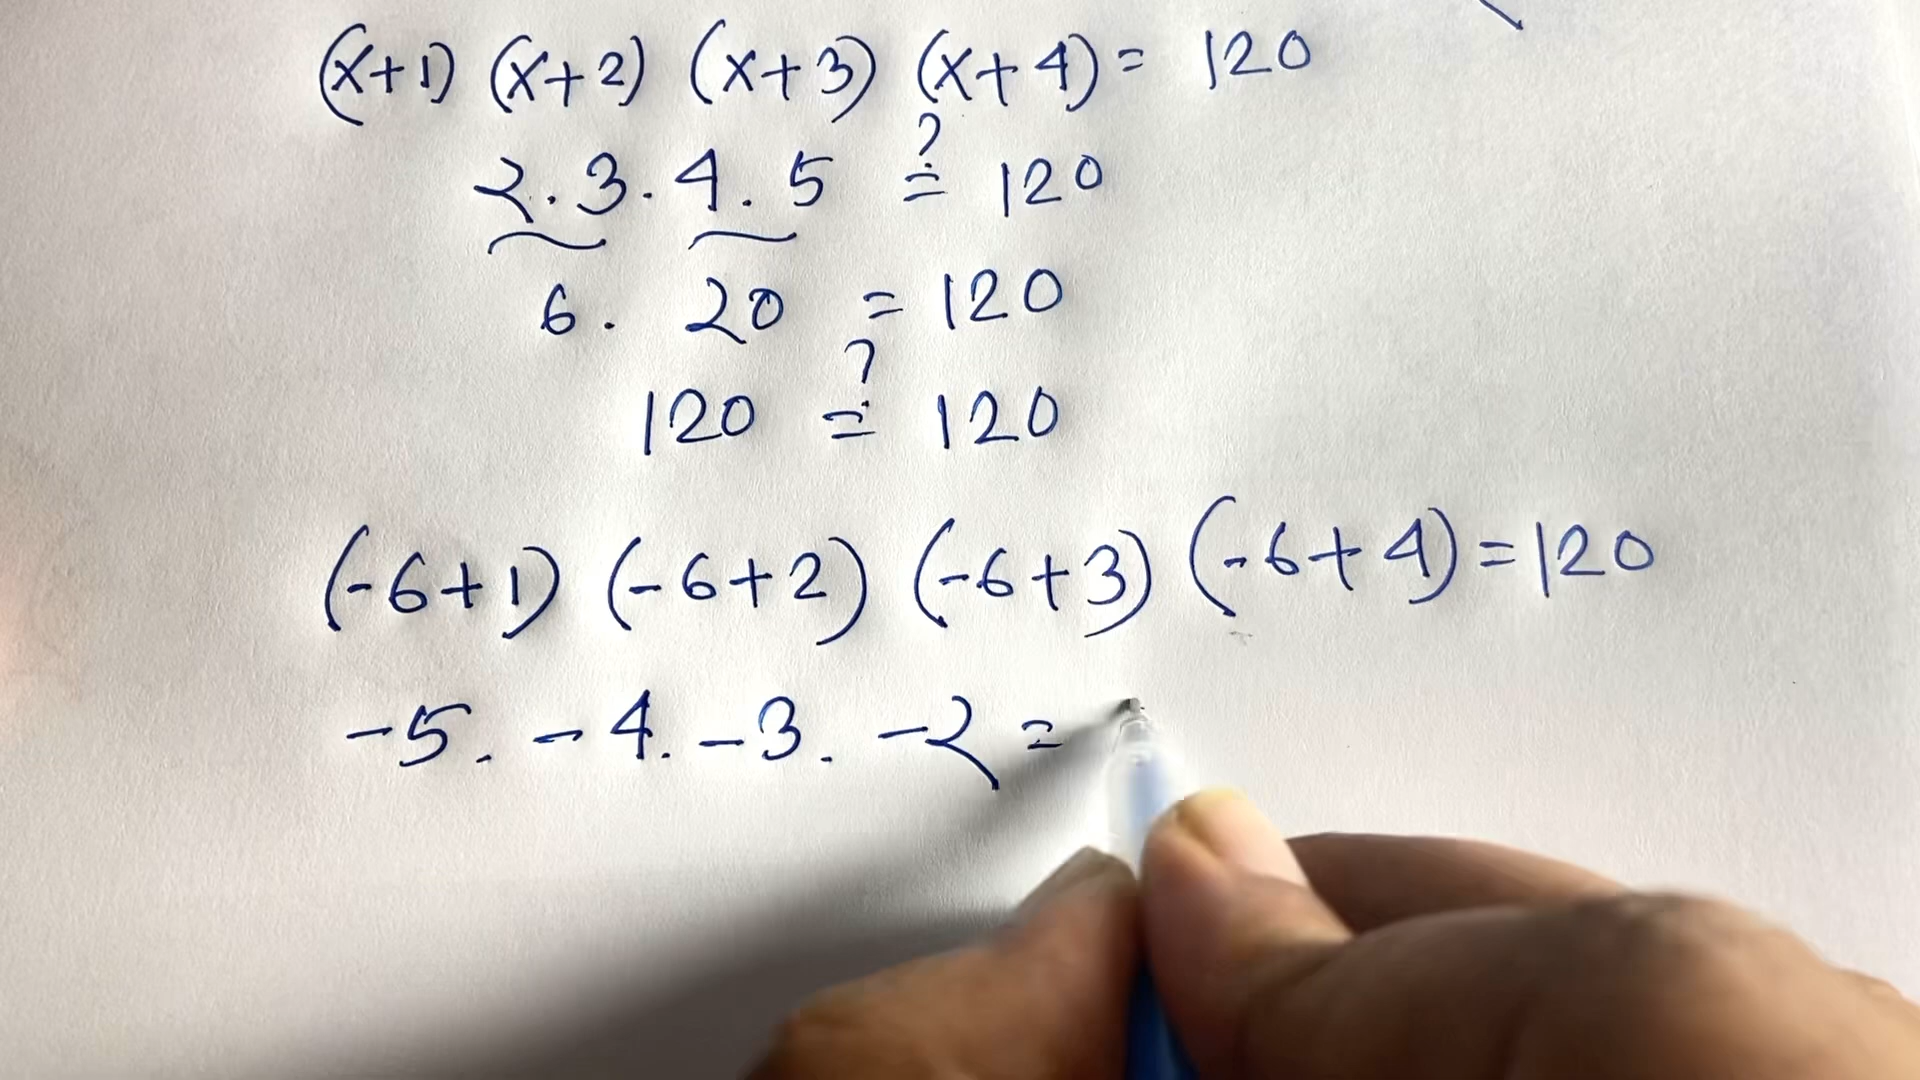 (x+1) (x+2) (x+3) (x+4) = 120
?
2.3.4.5 = 120
6. 20 = 120
?
120 = 120
(-6+1) (-6+2) (-6+3) (-6+4) = 120
-5. -4. -3. -2 =